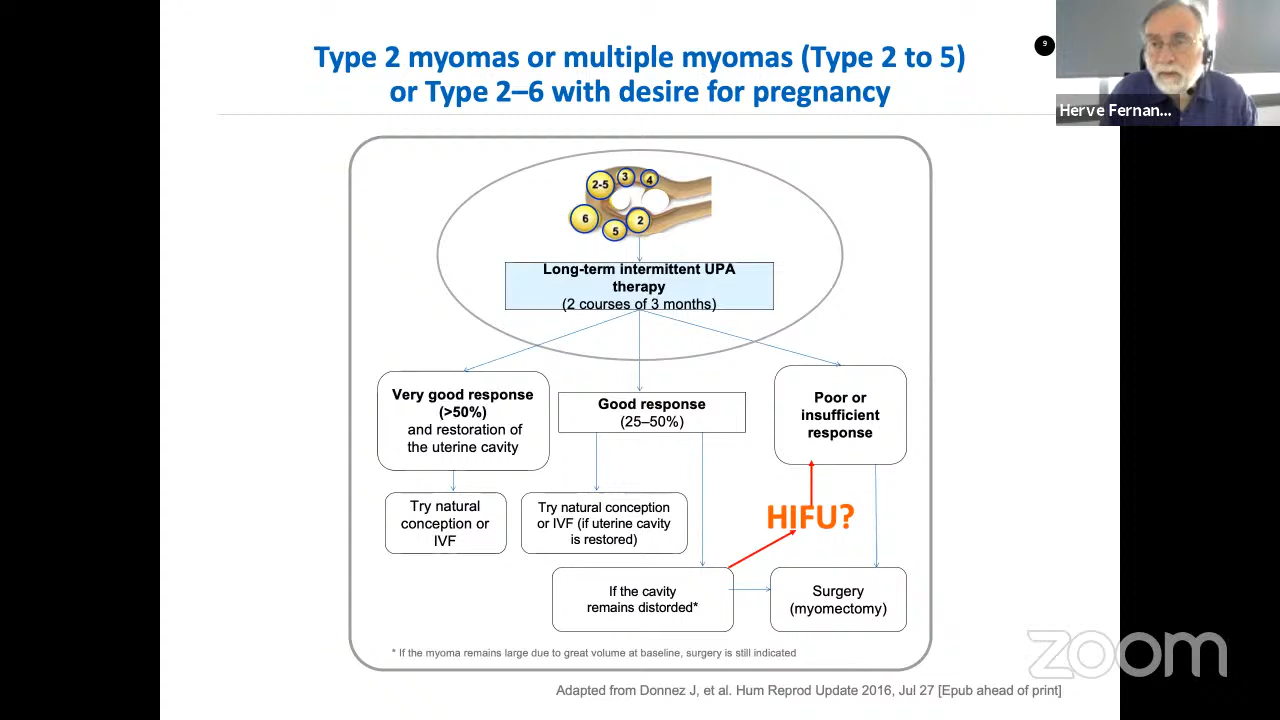 Type 2 myomas or multiple myomas (Type 2 to 5)
or Type 2–6 with desire for pregnancy
9
Herve Fernan...
2-5
3
4
6
5
2
Long-term intermittent UPA
therapy
(2 courses of 3 months)
Very good response
(>50%)
and restoration of
the uterine cavity
Good response
(25–50%)
Poor or
insufficient
response
Try natural
conception or
IVF
Try natural conception
or IVF (if uterine cavity
is restored)
HIFU?
If the cavity
remains distorted*
Surgery
(myomectomy)
* If the myoma remains large due to great volume at baseline, surgery is still indicated
zoom
Adapted from Donnez J, et al. Hum Reprod Update 2016, Jul 27 [Epub ahead of print]